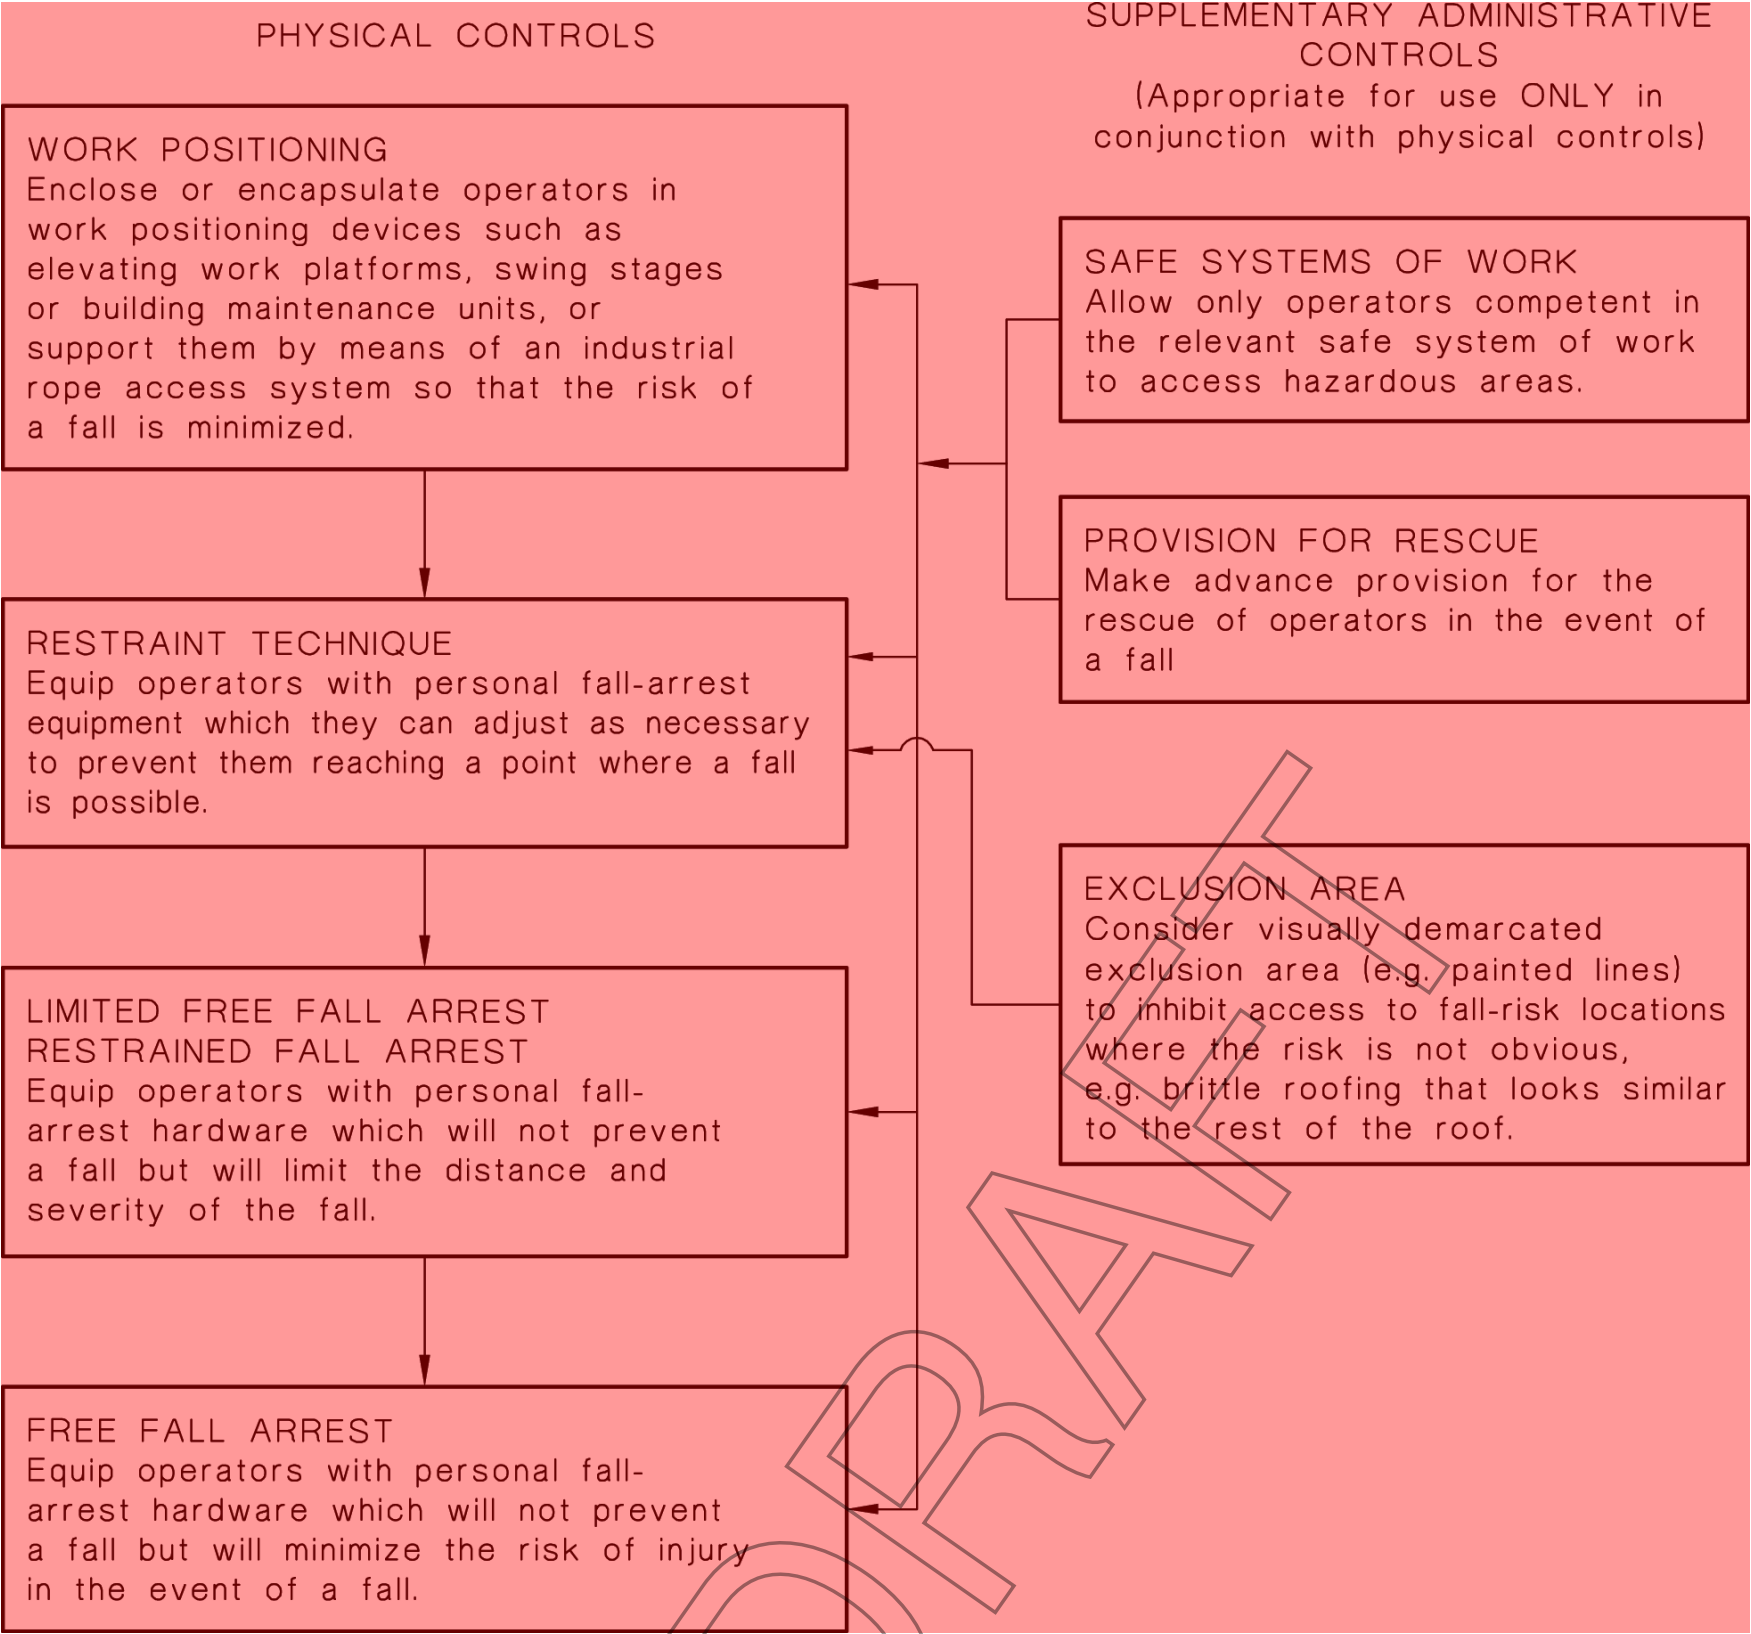 PHYSICAL CONTROLS
SUPPLEMENTARY ADMINISTRATIVE
CONTROLS
(Appropriate for use ONLY in
conjunction with physical controls)
WORK POSITIONING
Enclose or encapsulate operators in
work positioning devices such as
elevating work platforms, swing stages
or building maintenance units, or
support them by means of an industrial
rope access system so that the risk of
a fall is minimized.
SAFE SYSTEMS OF WORK
Allow only operators competent in
the relevant safe system of work
to access hazardous areas.
PROVISION FOR RESCUE
Make advance provision for the
rescue of operators in the event of
a fall
RESTRAINT TECHNIQUE
Equip operators with personal fall-arrest
equipment which they can adjust as necessary
to prevent them reaching a point where a fall
is possible.
EXCLUSION AREA
Consider visually demarcated
exclusion area (e.g. painted lines)
to inhibit access to fall-risk locations
where the risk is not obvious,
e.g. brittle roofing that looks similar
to the rest of the roof.
LIMITED FREE FALL ARREST
RESTRAINED FALL ARREST
Equip operators with personal fall-
arrest hardware which will not prevent
a fall but will limit the distance and
severity of the fall.
FREE FALL ARREST
Equip operators with personal fall-
arrest hardware which will not prevent
a fall but will minimize the risk of injury
in the event of a fall.
DRAFT